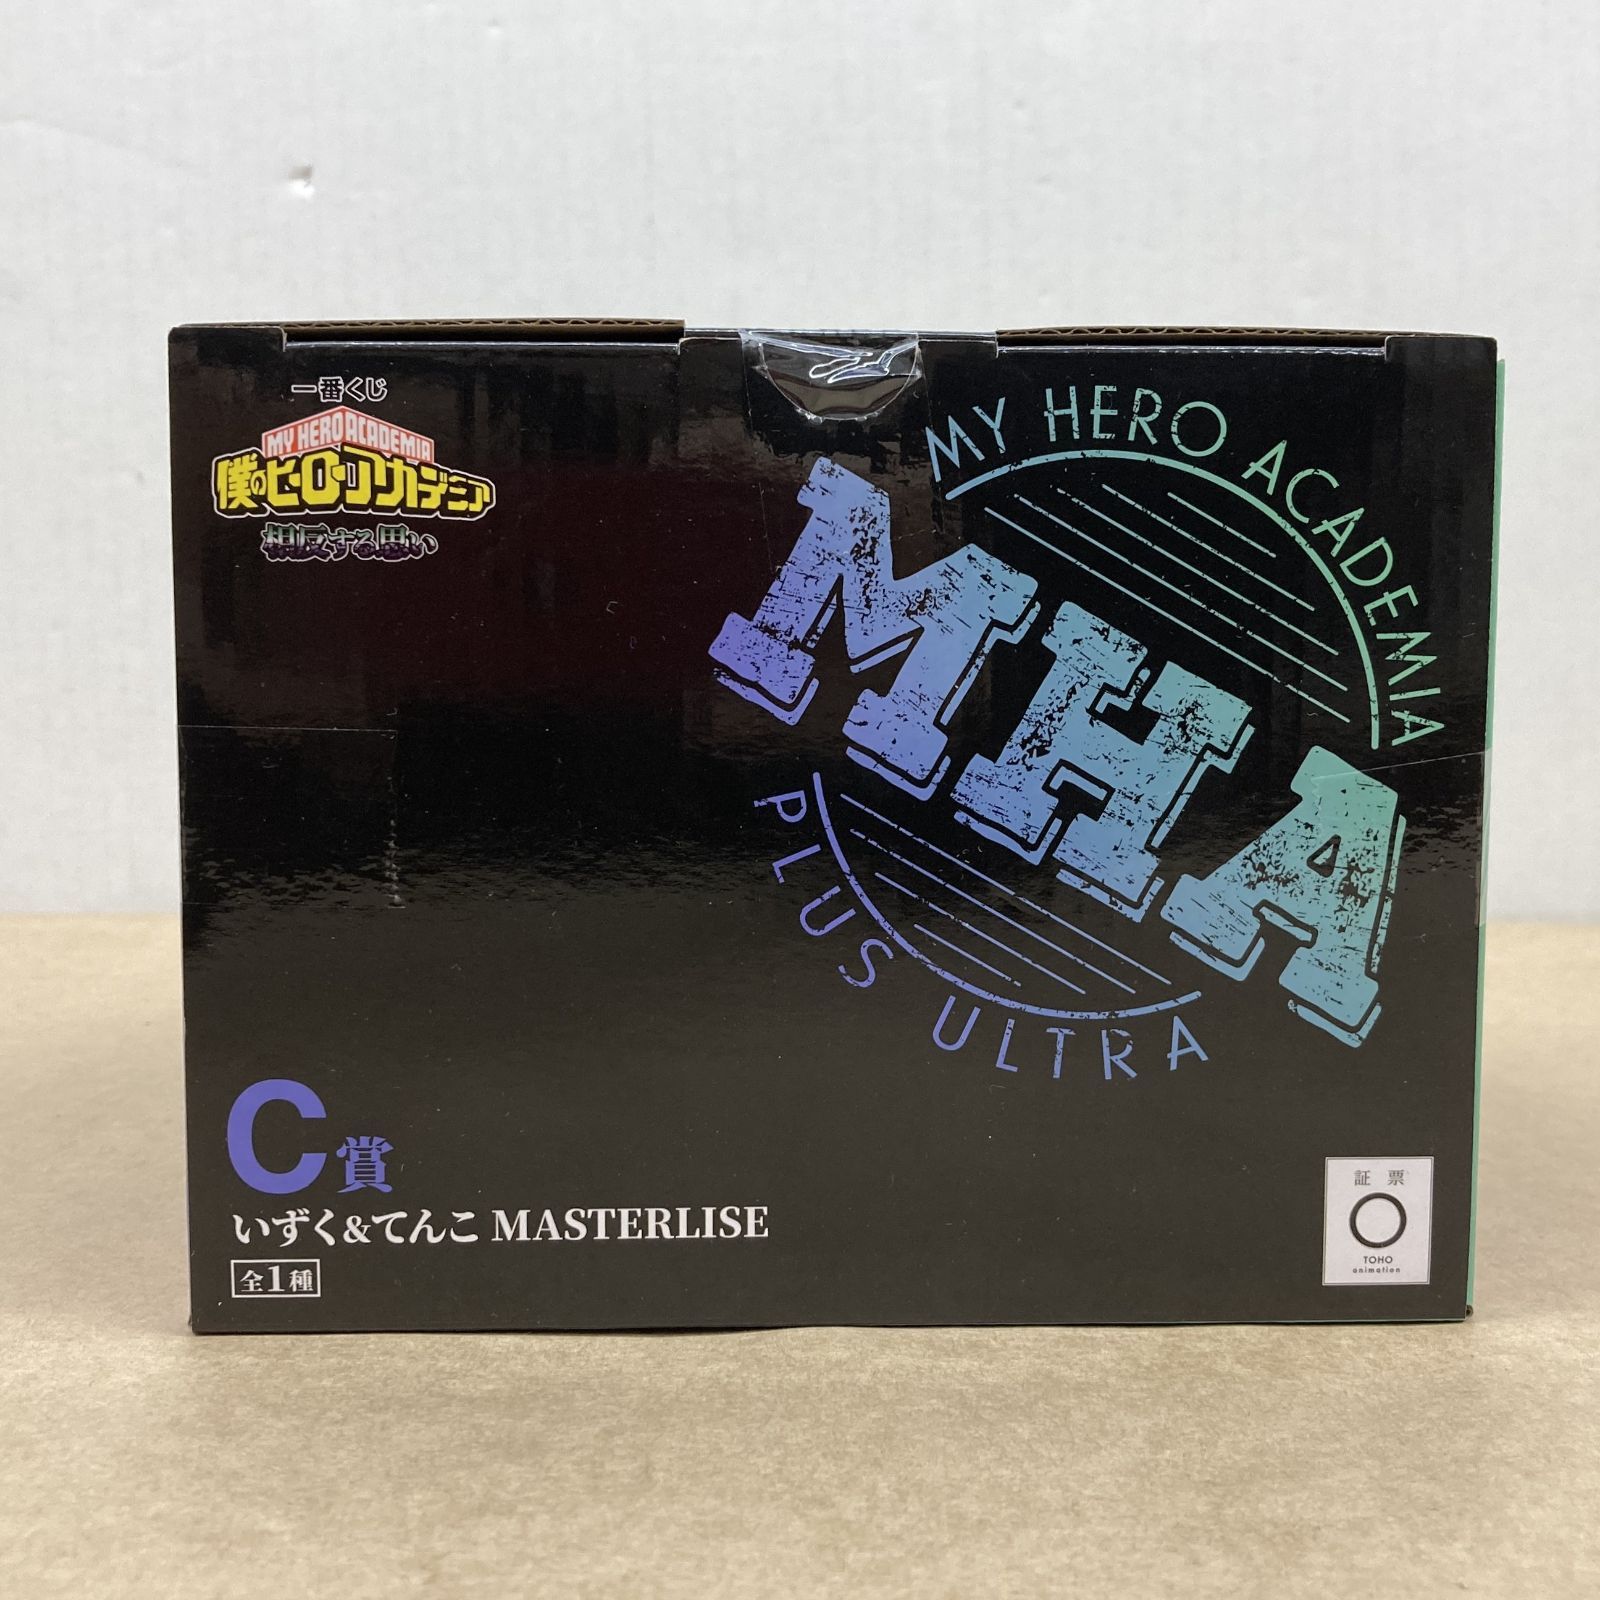 一番くじ
MY HERO ACADEMIA
僕のヒーローアカデミア
相反する思い
MY HERO ACADEMIA
MHA
PLUS ULTRA
C賞
いずく&てんこ MASTERLISE
全1種
証票
TOHO
animation